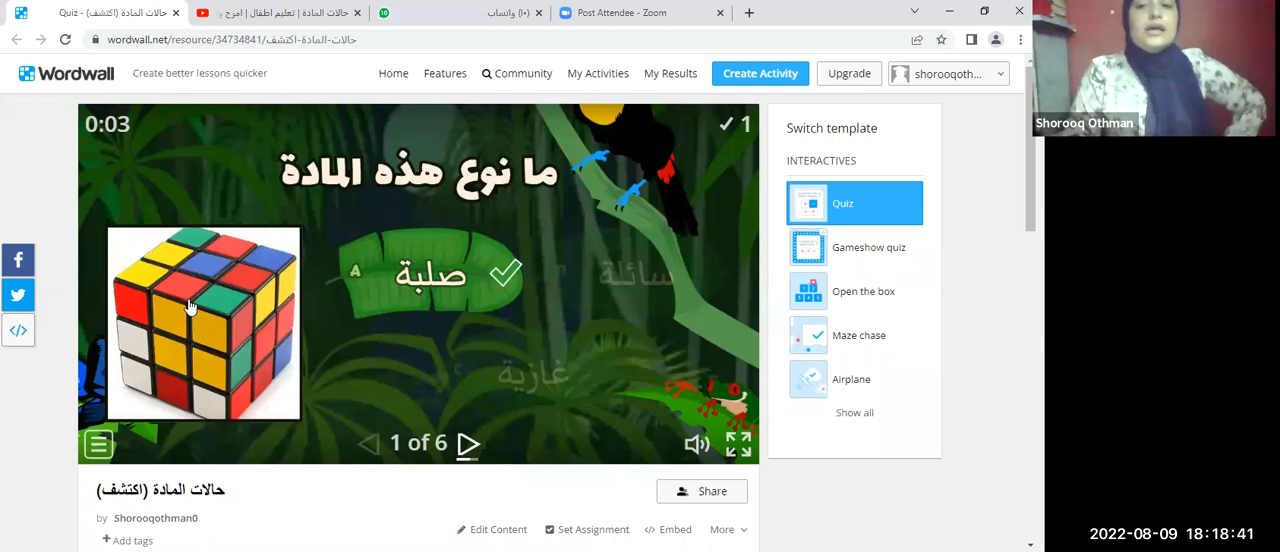 Quiz - (اكتشف) حالات المادة
حالات المادة | تعليم اطفال | امرح و
(١٠) واتساب
Post Attendee - Zoom
wordwall.net/resource/34734841/حالات-المادة-اكتشف
Wordwall
Create better lessons quicker
Home
Features
Community
My Activities
My Results
Create Activity
Upgrade
shorooqoth...
Shorooq Othman
0:03
1
ما نوع هذه المادة
A
صلبة
سائلة
غازية
1 of 6
Switch template
INTERACTIVES
Quiz
Gameshow quiz
Open the box
Maze chase
Airplane
Show all
حالات المادة (اكتشف)
Share
by Shorooqothman0
Edit Content
Set Assignment
Embed
More
Add tags
2022-08-09 18:18:41